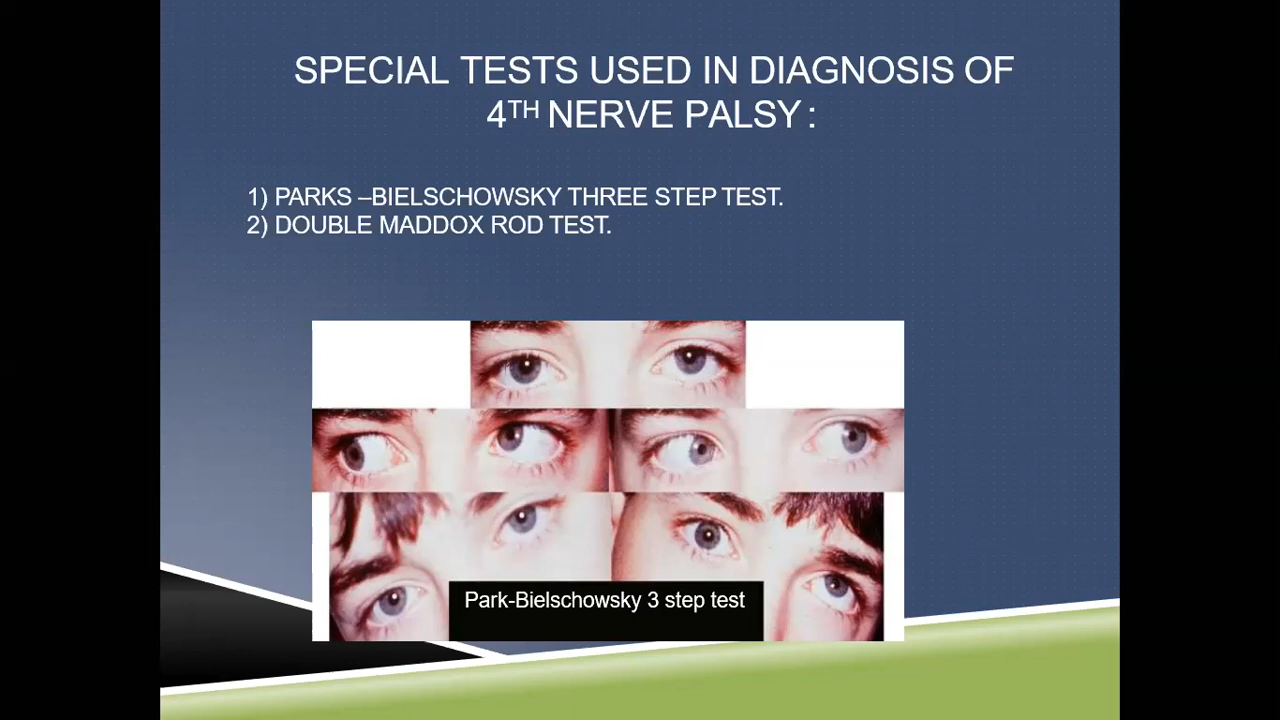 SPECIAL TESTS USED IN DIAGNOSIS OF
4TH NERVE PALSY :
1) PARKS –BIELSCHOWSKY THREE STEP TEST.
2) DOUBLE MADDOX ROD TEST.
Park-Bielschowsky 3 step test